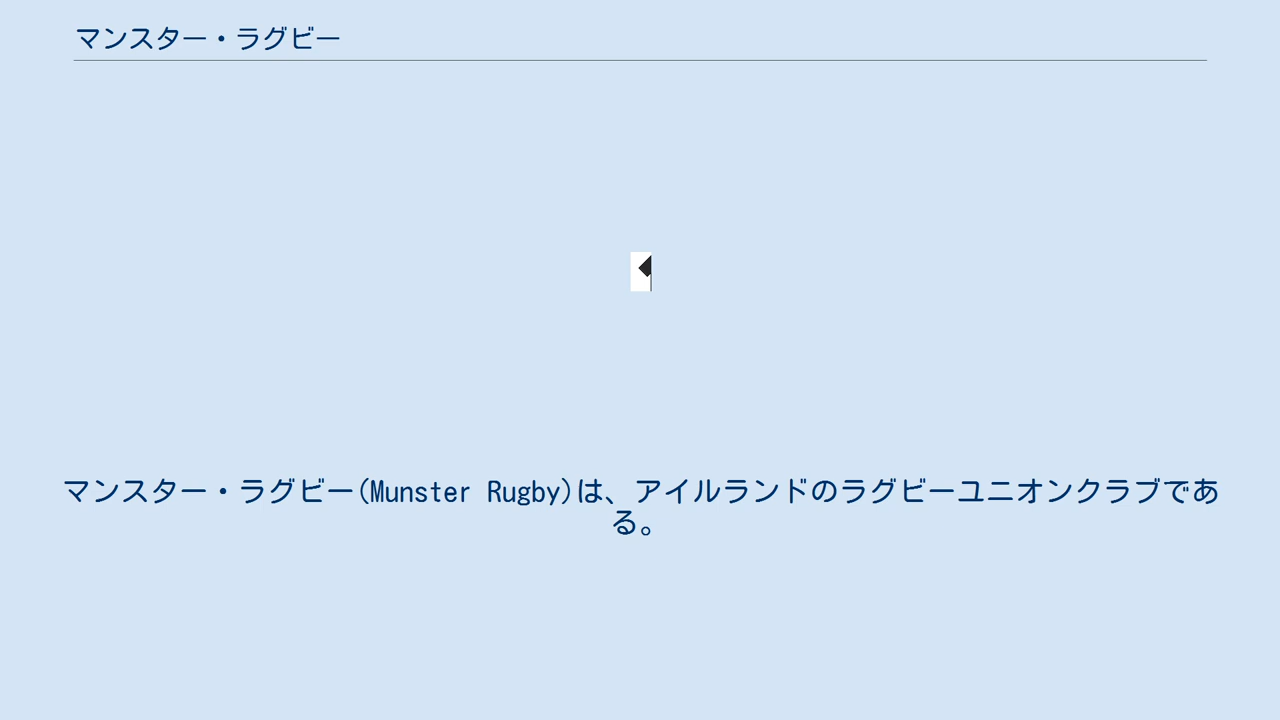 マンスター・ラグビー
マンスター・ラグビー(Munster Rugby)は、アイルランドのラグビーユニオンクラブであ
る。